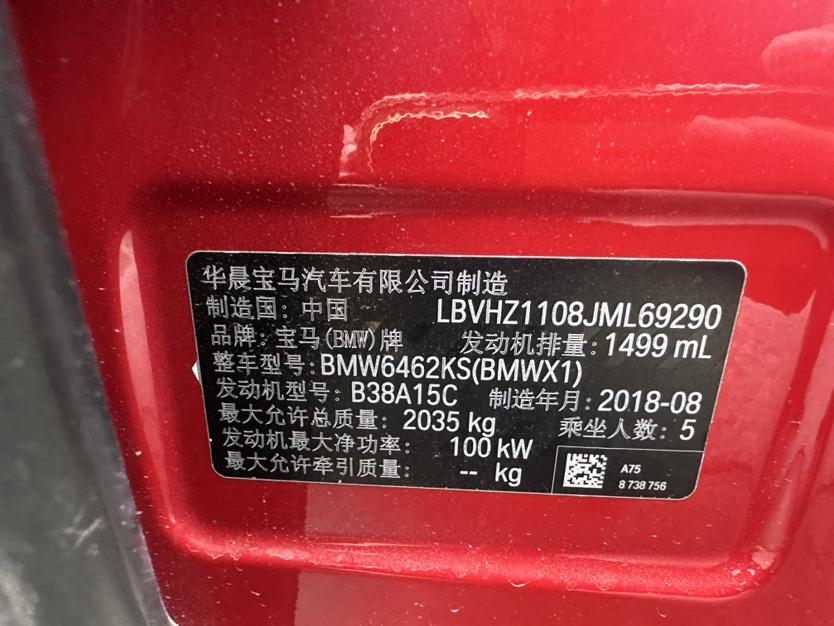 华晨宝马汽车有限公司制造
制造国：中国 LBVHZ1108JML69290
品牌：宝马(BMW)牌 发动机排量：1499 mL
整车型号：BMW6462KS(BMWX1)
发动机型号：B38A15C 制造年月：2018-08
最大允许总质量：2035 kg 乘坐人数：5
发动机最大净功率：100 kW
最大允许牵引质量：-- kg
A75
8 738 756